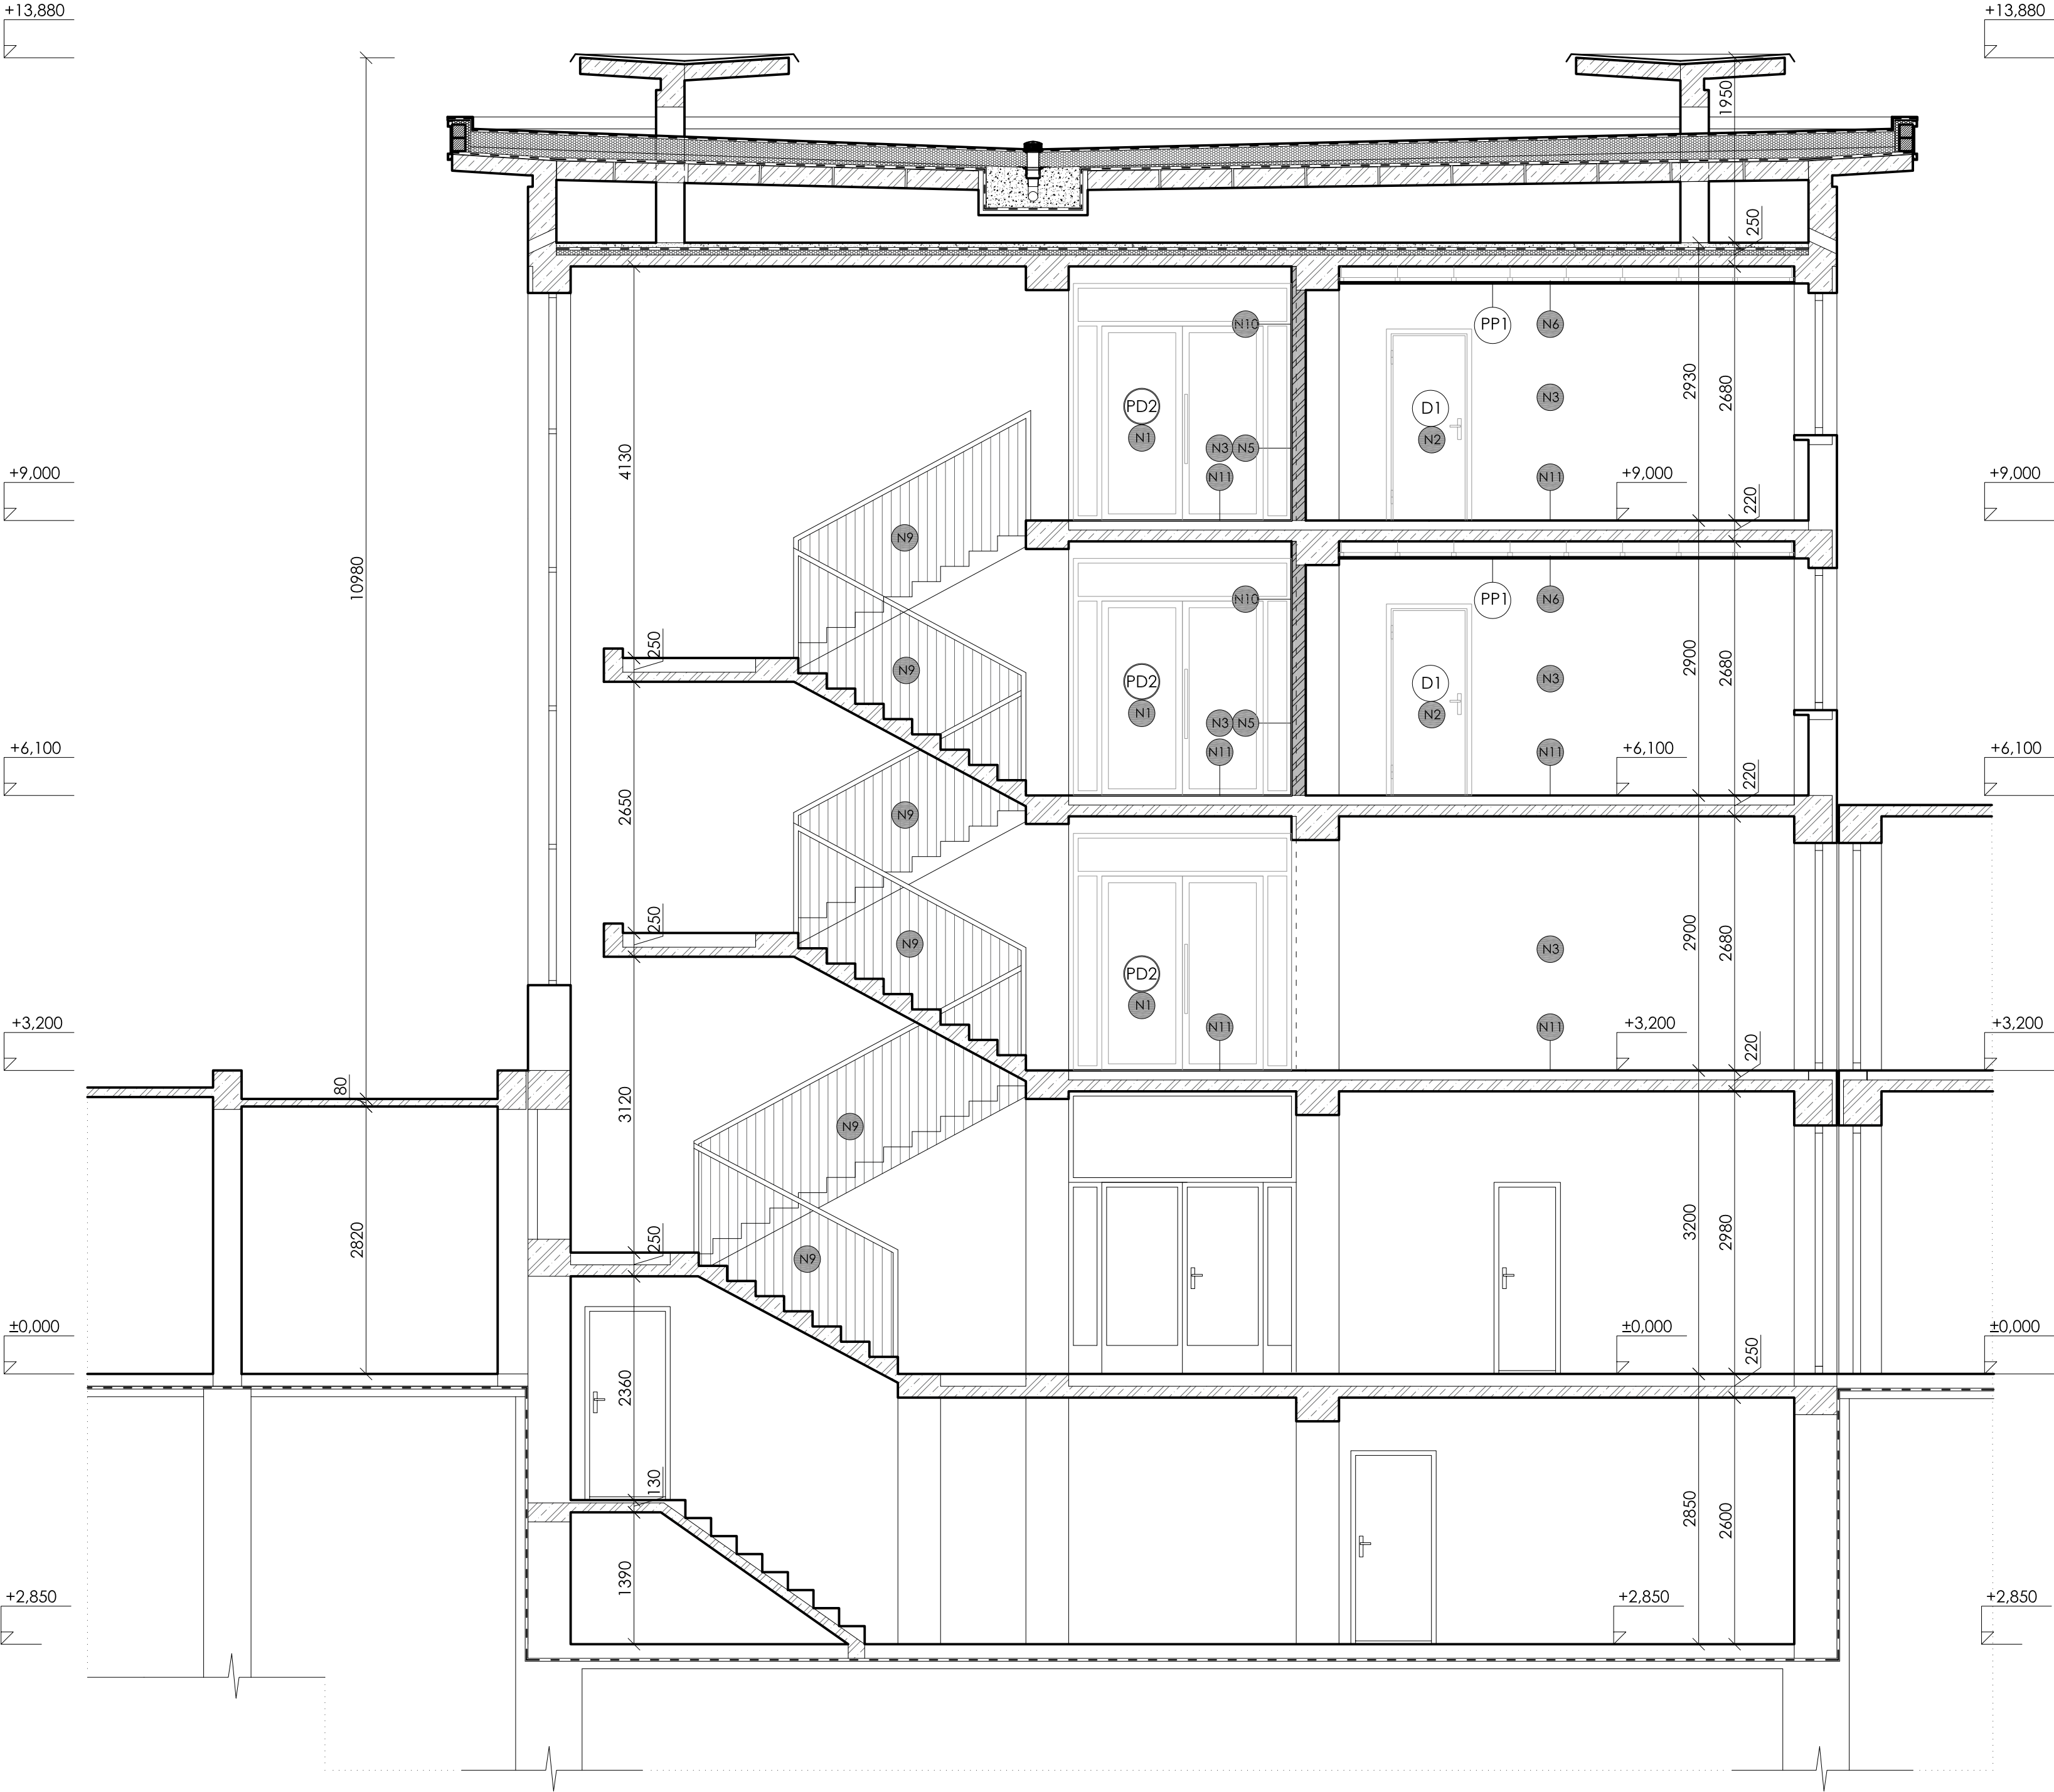 +13,880
+13,880
1950
250
N10
PP1
N6
2930
2680
N3
PD2
D1
N1
N2
N3
N5
4130
+9,000
N11
N11
+9,000
+9,000
220
N9
10980
N10
PP1
N6
250
N9
PD2
D1
N3
2900
2680
N1
N2
N3
N5
+6,100
N11
N11
+6,100
+6,100
220
2650
N9
250
N9
N3
2900
2680
PD2
N1
+3,200
N11
N11
+3,200
+3,200
220
80
3120
N9
2820
250
N9
3200
2980
±0,000
±0,000
±0,000
250
2360
130
2850
2600
1390
+2,850
+2,850
+2,850